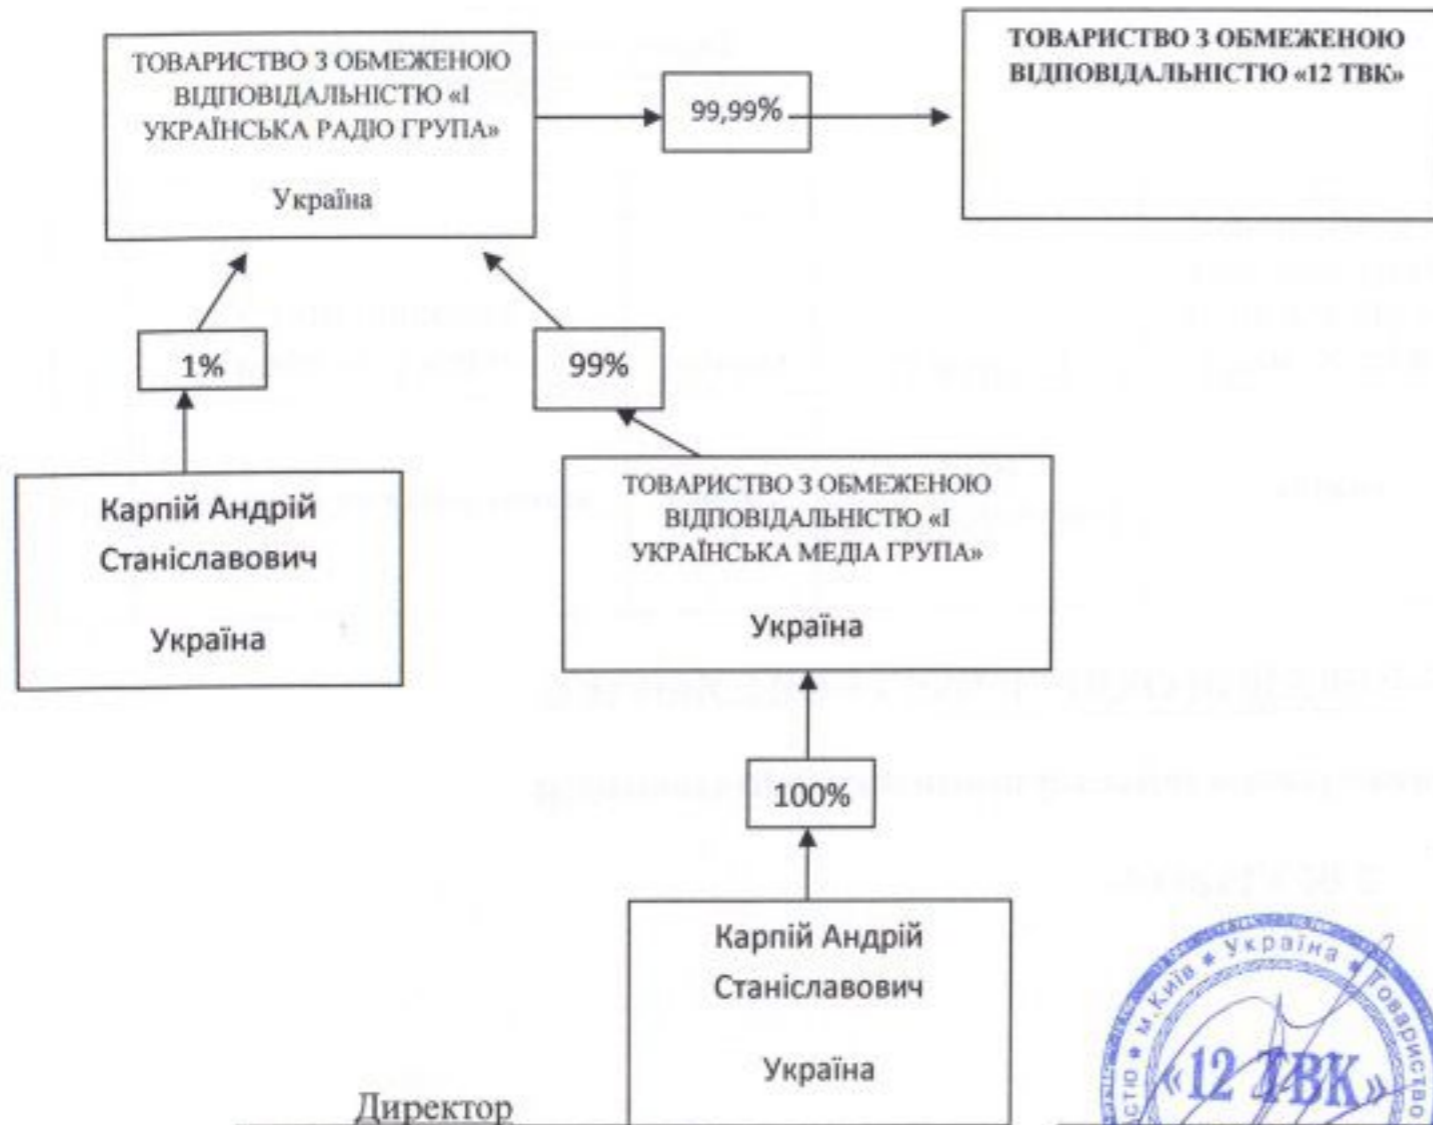 ТОВАРИСТВО З ОБМЕЖЕНОЮ
ВІДПОВІДАЛЬНІСТЮ «І
УКРАЇНСЬКА РАДІО ГРУПА»
Україна
99,99%
ТОВАРИСТВО З ОБМЕЖЕНОЮ
ВІДПОВІДАЛЬНІСТЮ «12 ТВК»
1%
99%
Карпій Андрій
Станіславович
Україна
ТОВАРИСТВО З ОБМЕЖЕНОЮ
ВІДПОВІДАЛЬНІСТЮ «І
УКРАЇНСЬКА МЕДІА ГРУПА»
Україна
100%
Карпій Андрій
Станіславович
Україна
Директор
м.Київ * Україна * Товариство
«12 ТВК»